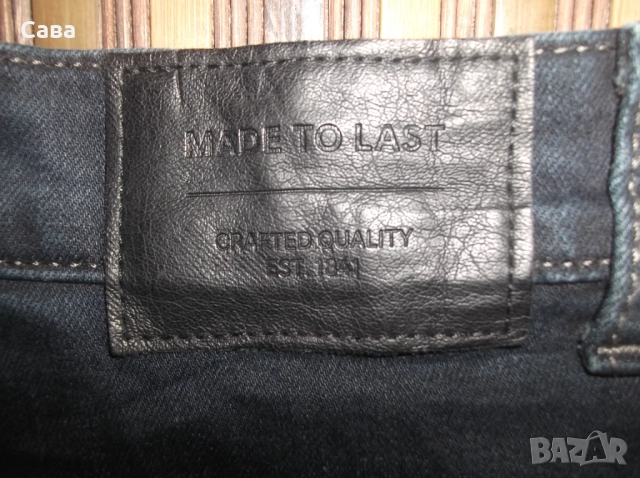 Сава
MADE TO LAST
CRAFTED QUALITY
EST. 1841
BAZAR